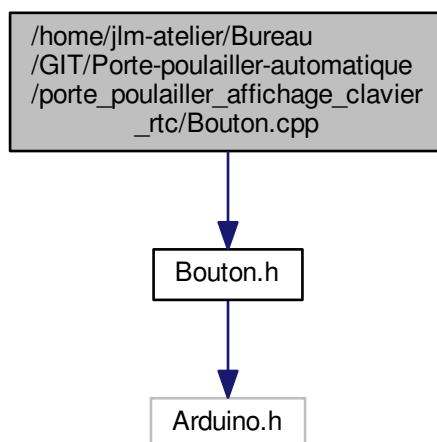 /home/jlm-atelier/Bureau
/GIT/Porte-poulailler-automatique
/porte_poulailler_affichage_clavier
_rtc/Bouton.cpp
Bouton.h
Arduino.h